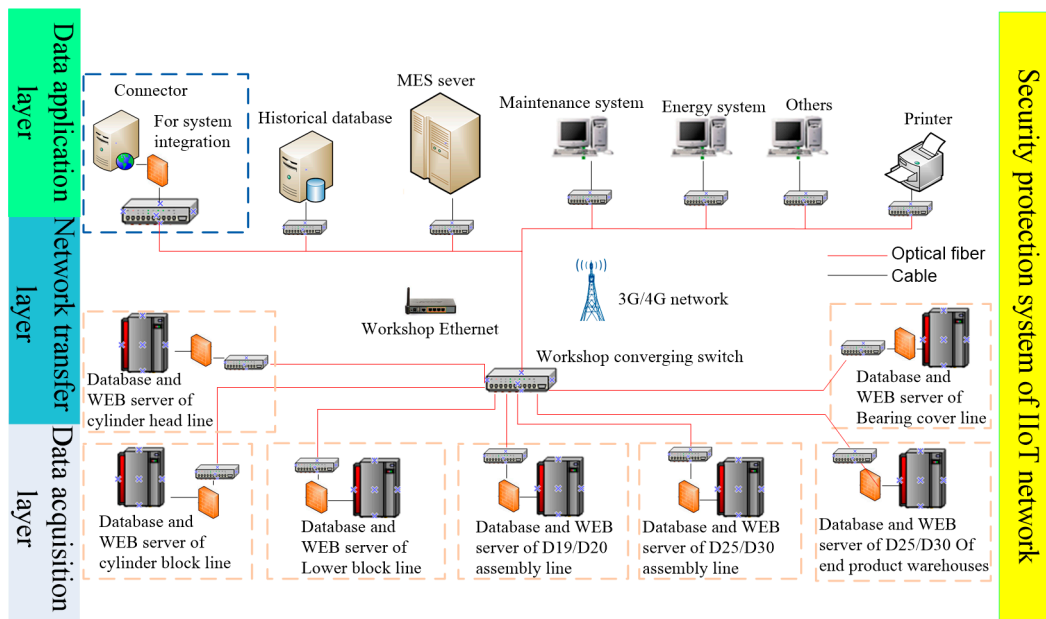 Data application
layer
Network transfer
layer
Data acquisition
layer
Security protection system of IIoT network
Connector
For system
integration
Historical database
MES sever
Maintenance system
Energy system
Others
Printer
Optical fiber
Cable
3G/4G network
Workshop Ethernet
Workshop converging switch
Database and
WEB server of
cylinder head line
Database and
WEB server of
Bearing cover line
Database and
WEB server of
cylinder block line
Database and
WEB server of
Lower block line
Database and WEB
server of D19/D20
assembly line
Database and WEB
server of D25/D30
assembly line
Database and WEB
server of D25/D30 Of
end product warehouses